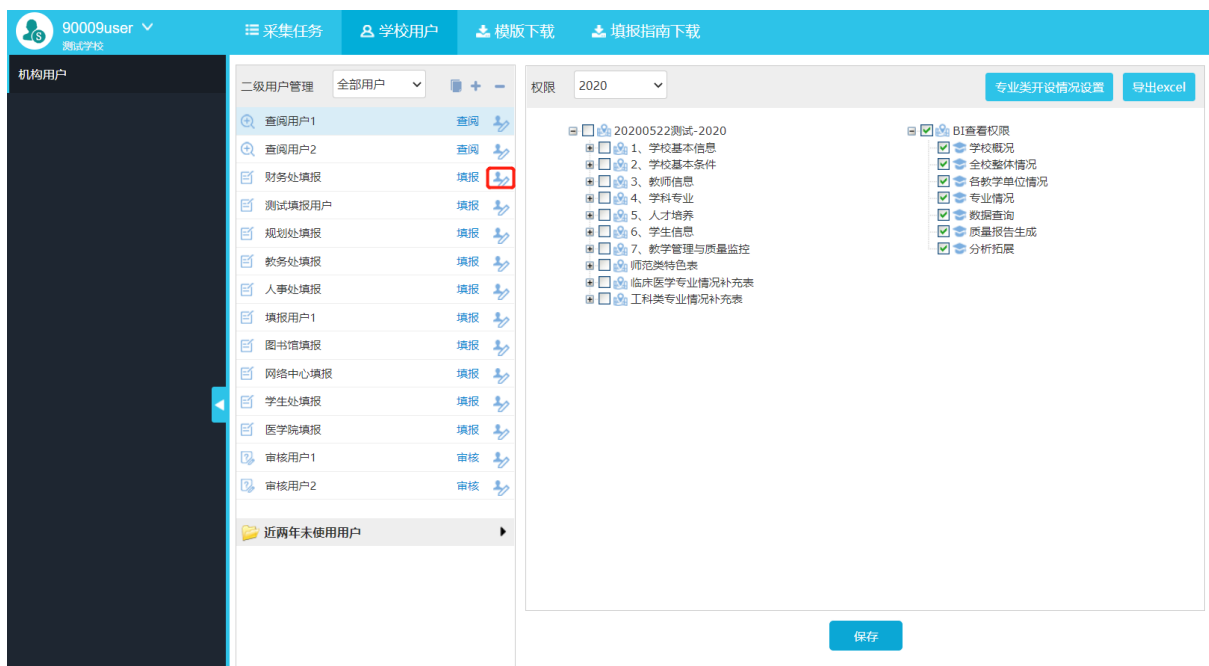 90009user
测试学校
采集任务
学校用户
模版下载
填报指南下载
机构用户
二级用户管理 全部用户
查阅用户1 查阅
查阅用户2 查阅
财务处填报 填报
测试填报用户 填报
规划处填报 填报
教务处填报 填报
人事处填报 填报
填报用户1 填报
图书馆填报 填报
网络中心填报 填报
学生处填报 填报
医学院填报 填报
审核用户1 审核
审核用户2 审核
近两年未使用用户
权限 2020 专业类开设情况设置 导出excel
20200522测试-2020
1、学校基本信息
2、学校基本条件
3、教师信息
4、学科专业
5、人才培养
6、学生信息
7、教学管理与质量监控
师范类特色表
临床医学专业情况补充表
工科类专业情况补充表
BI查看权限
学校概况
全校整体情况
各教学单位情况
专业情况
数据查询
质量报告生成
分析拓展
保存